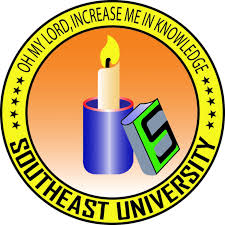 OH MY LORD, INCREASE ME IN KNOWLEDGE
SOUTHEAST UNIVERSITY